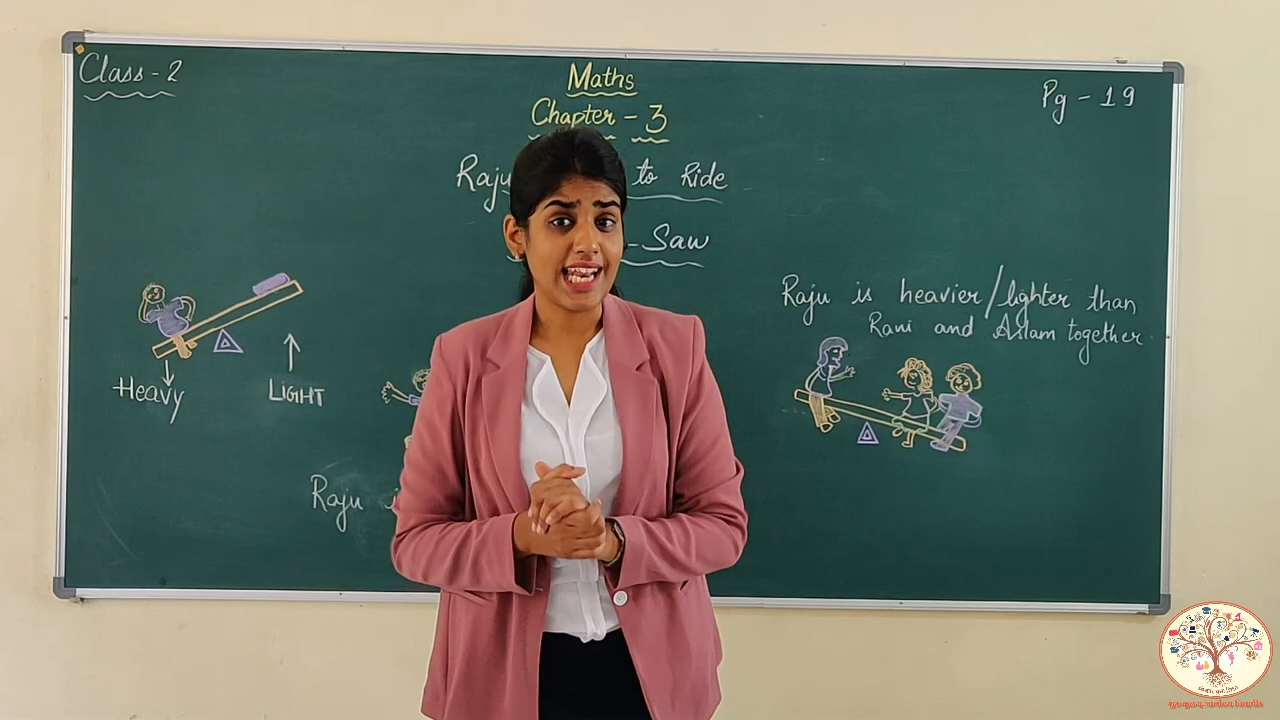 Class - 2
Maths
Pg - 19
Chapter - 3
Raju to Ride
- Saw
Raju is heavier/lighter than
Rani and Aslam together
HEAVY
LIGHT
Raju